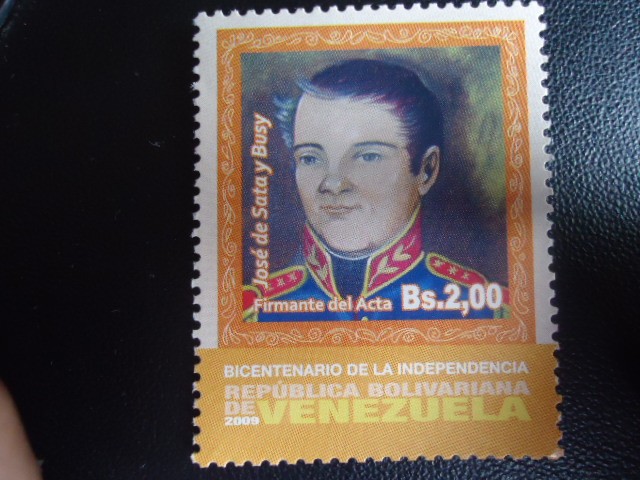 José de Sata y Busy
Firmante del Acta Bs.2,00
BICENTENARIO DE LA INDEPENDENCIA
REPÚBLICA BOLIVARIANA
DE VENEZUELA
2009